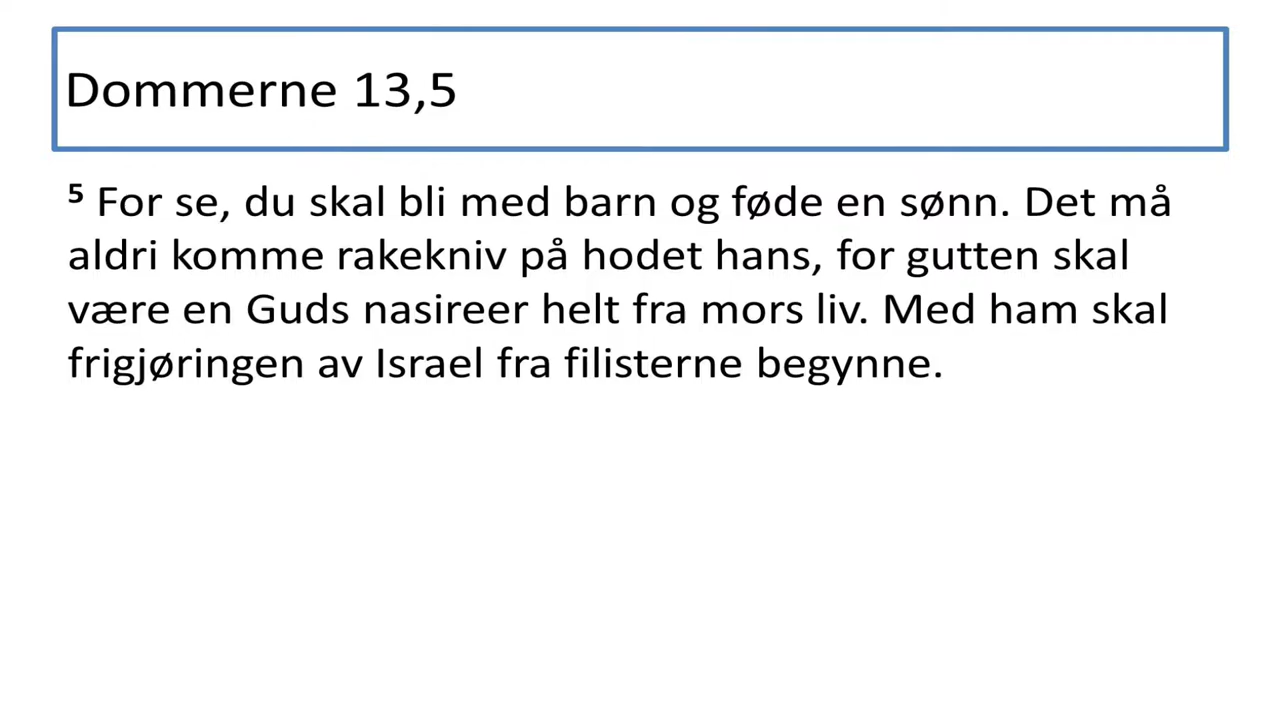 Dommerne 13,5
5 For se, du skal bli med barn og føde en sønn. Det må
aldri komme rakekniv på hodet hans, for gutten skal
være en Guds nasireer helt fra mors liv. Med ham skal
frigjøringen av Israel fra filisterne begynne.